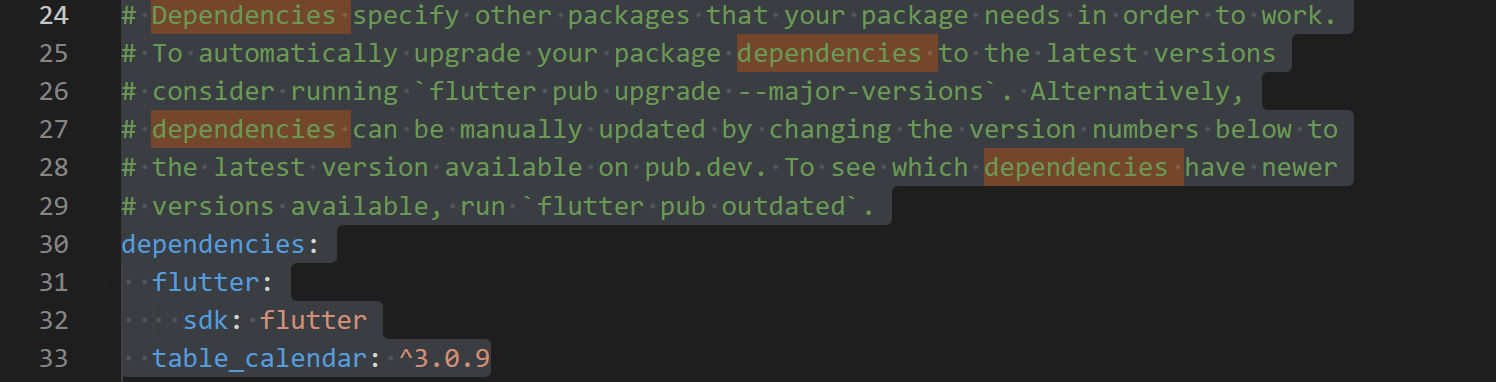 24 # Dependencies specify other packages that your package needs in order to work.
25 # To automatically upgrade your package dependencies to the latest versions
26 # consider running `flutter pub upgrade --major-versions`. Alternatively,
27 # dependencies can be manually updated by changing the version numbers below to
28 # the latest version available on pub.dev. To see which dependencies have newer
29 # versions available, run `flutter pub outdated`.
30 dependencies:
31   flutter:
32     sdk: flutter
33   table_calendar: ^3.0.9